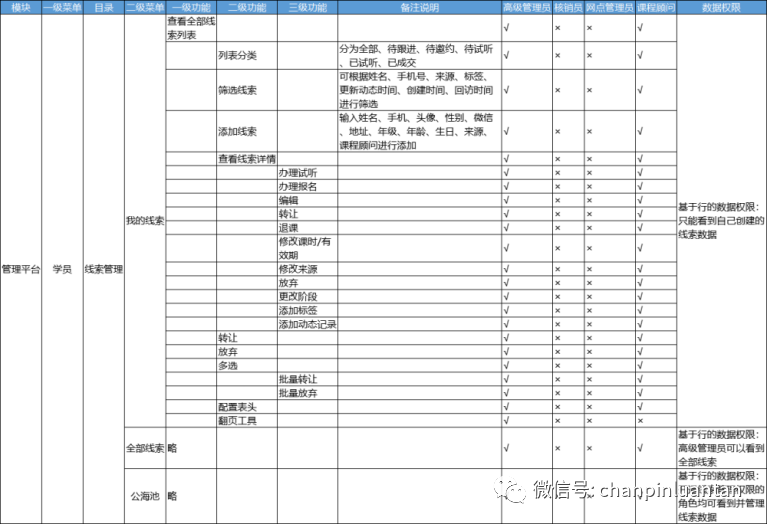 模块 一级菜单 目录 二级菜单 一级功能 二级功能 三级功能 备注说明 高级管理员 核销员 网点管理员 课程顾问 数据权限
查看全部线
索列表 √ × × √
列表分类 分为全部、待跟进、待邀约、待试听
、已试听、已成交 √ × × √
筛选线索 可根据姓名、手机号、来源、标签、
更新动态时间、创建时间、回访时间
进行筛选 √ × × √
添加线索 输入姓名、手机、头像、性别、微信
、地址、年级、年龄、生日、来源、
课程顾问进行添加 √ × × √
查看线索详情 √ × × √
办理试听 √ × × √
办理报名 √ × × √
编辑 √ × × √
转让 √ × × √
退课 √ × × √
修改课时/有
效期 √ × × √
修改来源 √ × × √
放弃 √ × × √
更改阶段 √ × × √
添加标签 √ × × √
添加动态记录 √ × × √
转让 √ × × √
放弃 √ × × √
多选 √ × × √
批量转让 √ × × √
批量放弃 √ × × √
配置表头 √ × × √
翻页工具 √ × × ×
管理平台 学员 线索管理 我的线索
基于行的数据权限：
只能看到自己创建的
线索数据
全部线索 略 √ × × √
基于行的数据权限：
高级管理员可以看到
全部线索
公海池 略
基于行的数据权限：
权限的
角色均可看到并管理
线索数据
微信号: chanpinluantan